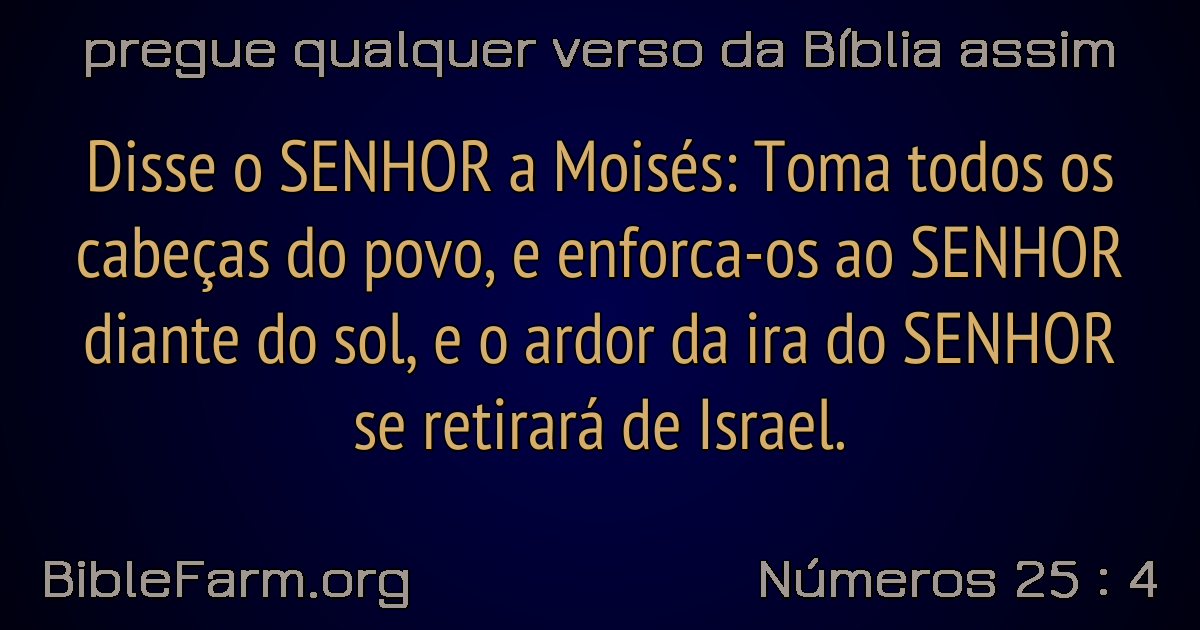 pregue qualquer verso da Bíblia assim
Disse o SENHOR a Moisés: Toma todos os
cabeças do povo, e enforca-os ao SENHOR
diante do sol, e o ardor da ira do SENHOR
se retirará de Israel.
BibleFarm.org
Números 25 : 4